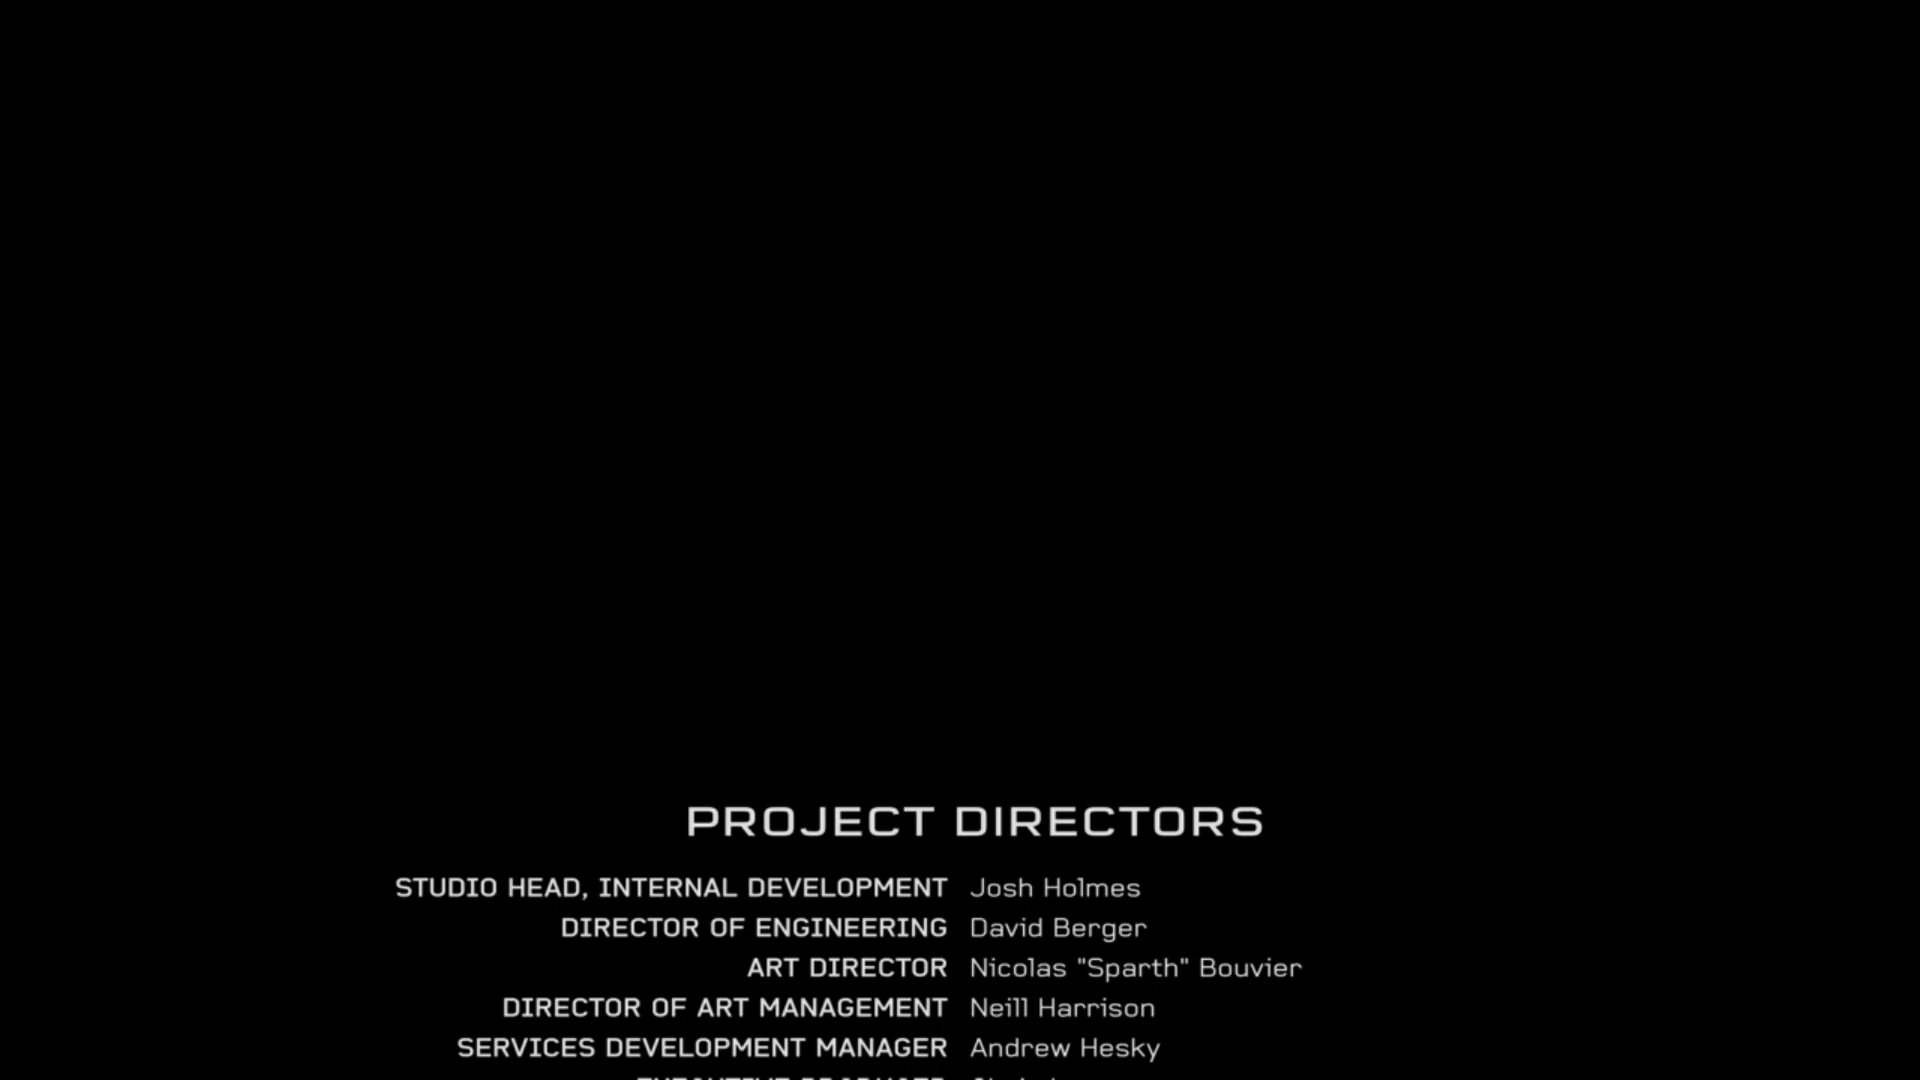 PROJECT DIRECTORS
STUDIO HEAD, INTERNAL DEVELOPMENT Josh Holmes
DIRECTOR OF ENGINEERING David Berger
ART DIRECTOR Nicolas "Sparth" Bouvier
DIRECTOR OF ART MANAGEMENT Neill Harrison
SERVICES DEVELOPMENT MANAGER Andrew Hesky